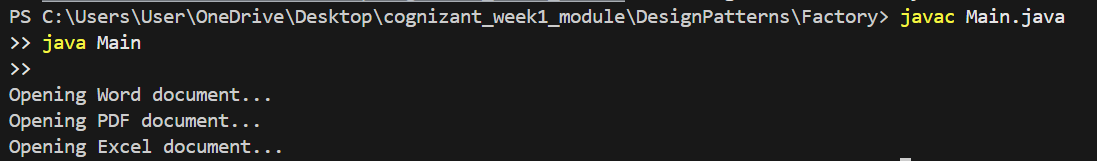 PS C:\Users\User\OneDrive\Desktop\cognizant_week1_module\DesignPatterns\Factory> javac Main.java
>> java Main
>>
Opening Word document...
Opening PDF document...
Opening Excel document...